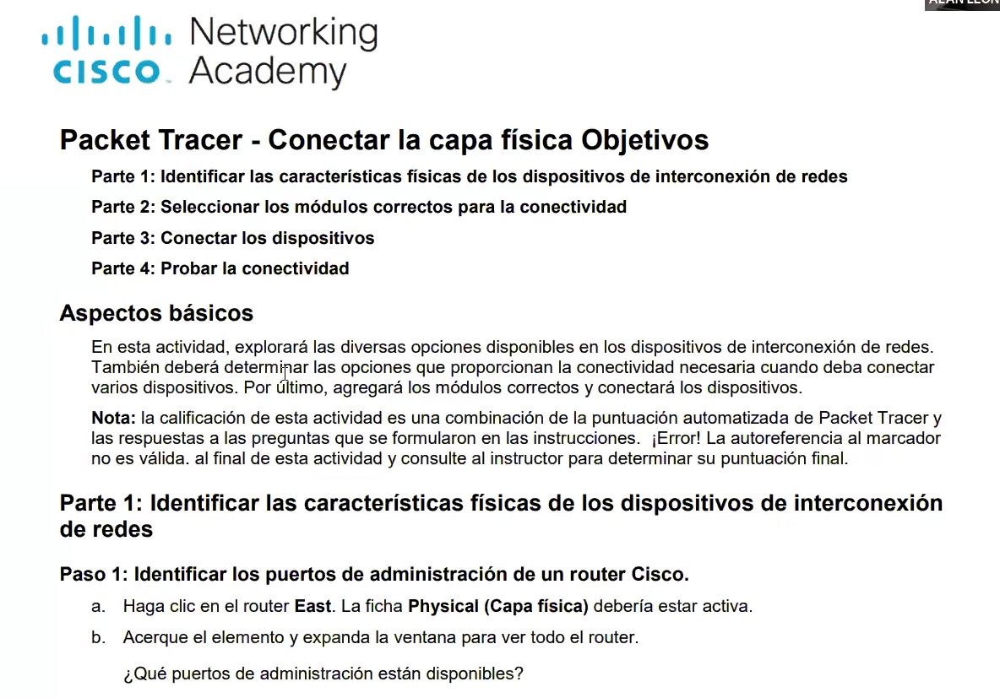 ALAN LEON
Networking
CISCO Academy
Packet Tracer - Conectar la capa física Objetivos
Parte 1: Identificar las características físicas de los dispositivos de interconexión de redes
Parte 2: Seleccionar los módulos correctos para la conectividad
Parte 3: Conectar los dispositivos
Parte 4: Probar la conectividad
Aspectos básicos
En esta actividad, explorará las diversas opciones disponibles en los dispositivos de interconexión de redes.
También deberá determinar las opciones que proporcionan la conectividad necesaria cuando deba conectar
varios dispositivos. Por último, agregará los módulos correctos y conectará los dispositivos.
Nota: la calificación de esta actividad es una combinación de la puntuación automatizada de Packet Tracer y
las respuestas a las preguntas que se formularon en las instrucciones. ¡Error! La autoreferencia al marcador
no es válida. al final de esta actividad y consulte al instructor para determinar su puntuación final.
Parte 1: Identificar las características físicas de los dispositivos de interconexión
de redes
Paso 1: Identificar los puertos de administración de un router Cisco.
a. Haga clic en el router East. La ficha Physical (Capa física) debería estar activa.
b. Acerque el elemento y expanda la ventana para ver todo el router.
¿Qué puertos de administración están disponibles?